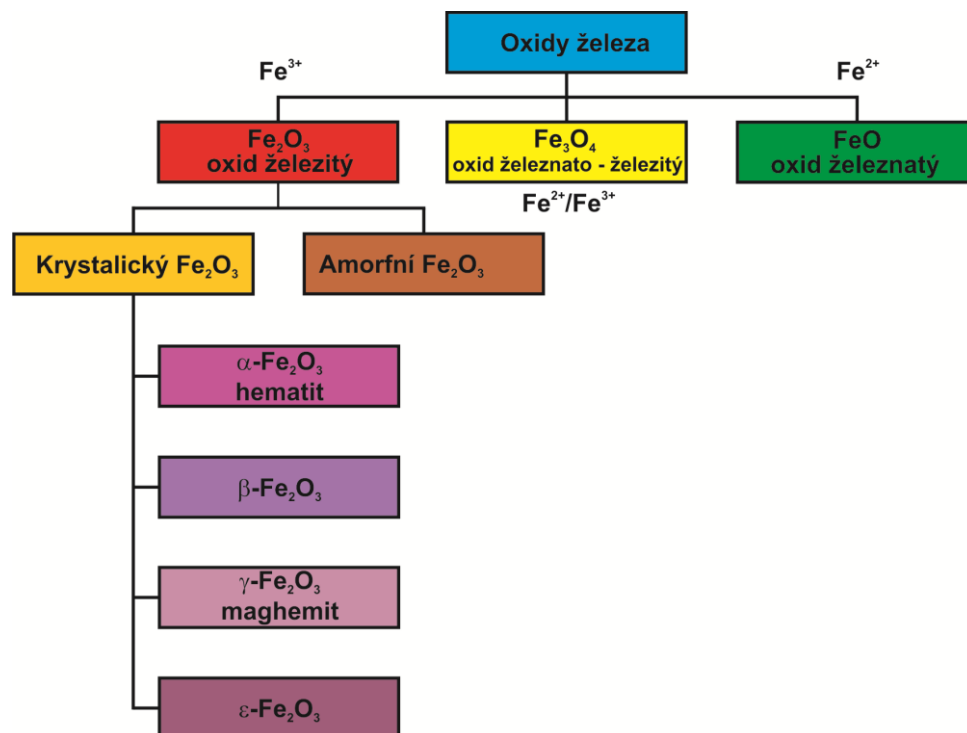 Oxidy železa
Fe³⁺
Fe²⁺
Fe₂O₃
oxid železitý
Fe₃O₄
oxid železnato - železitý
FeO
oxid železnatý
Fe²⁺/Fe³⁺
Krystalický Fe₂O₃
Amorfní Fe₂O₃
α-Fe₂O₃
hematit
β-Fe₂O₃
γ-Fe₂O₃
maghemit
ε-Fe₂O₃